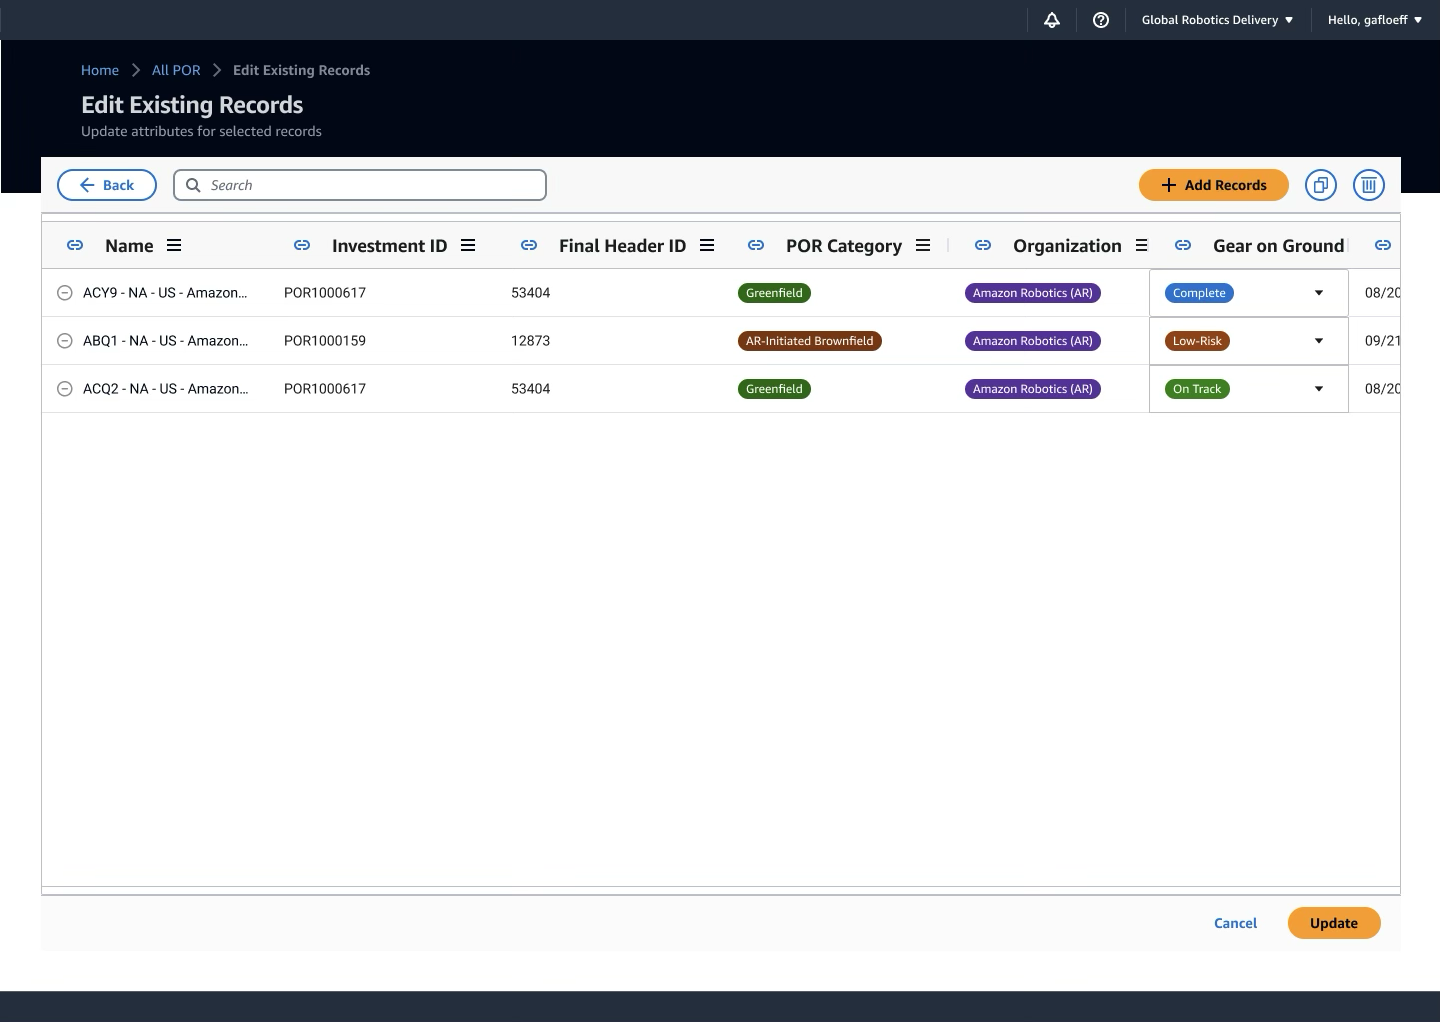 Global Robotics Delivery
Hello, gafloeff
Home
All POR
Edit Existing Records
Edit Existing Records
Update attributes for selected records
Back
Search
Add Records
Name
Investment ID
Final Header ID
POR Category
Organization
Gear on Ground
ACY9 - NA - US - Amazon...
POR1000617
53404
Greenfield
Amazon Robotics (AR)
Complete
08/20
ABQ1 - NA - US - Amazon...
POR1000159
12873
AR-Initiated Brownfield
Amazon Robotics (AR)
Low-Risk
09/21
ACQ2 - NA - US - Amazon...
POR1000617
53404
Greenfield
Amazon Robotics (AR)
On Track
08/20
Cancel
Update